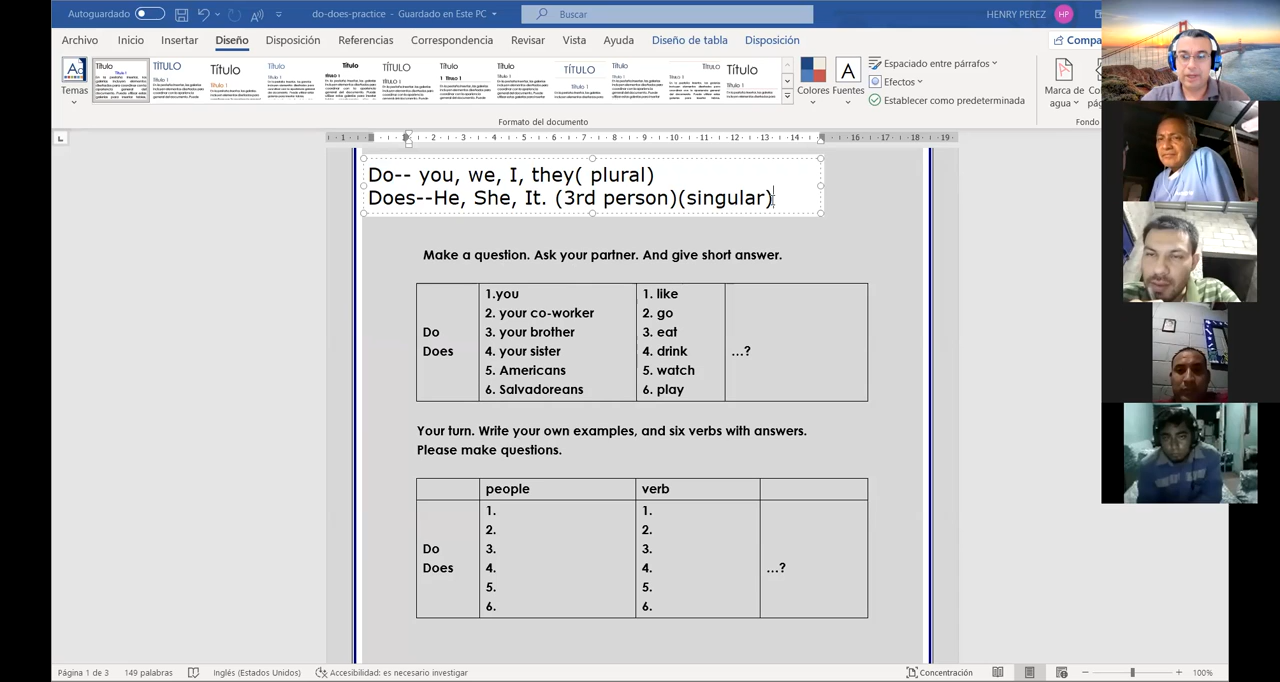 Autoguardado
do-does-practice - Guardado en Este PC
Buscar
HENRY PEREZ HP
Archivo Inicio Insertar Diseño Disposición Referencias Correspondencia Revisar Vista Ayuda Diseño de tabla Disposición Compa
Temas
Título
TÍTULO
Título
Título
Título
TÍTULO
TÍTULO
Título
Colores
Fuentes
Espaciado entre párrafos
Efectos
Establecer como predeterminada
Marca de
agua
Formato del documento
Fondo
Do-- you, we, I, they( plural)
Does--He, She, It. (3rd person)(singular)
Make a question. Ask your partner. And give short answer.
Do
Does
1.you
2. your co-worker
3. your brother
4. your sister
5. Americans
6. Salvadoreans
1. like
2. go
3. eat
4. drink
5. watch
6. play
...?
Your turn. Write your own examples, and six verbs with answers.
Please make questions.
people verb
Do
Does
1.
2.
3.
4.
5.
6.
1.
2.
3.
4.
5.
6.
...?
Página 1 de 3 149 palabras Inglés (Estados Unidos) Accesibilidad: es necesario investigar Concentración 100%